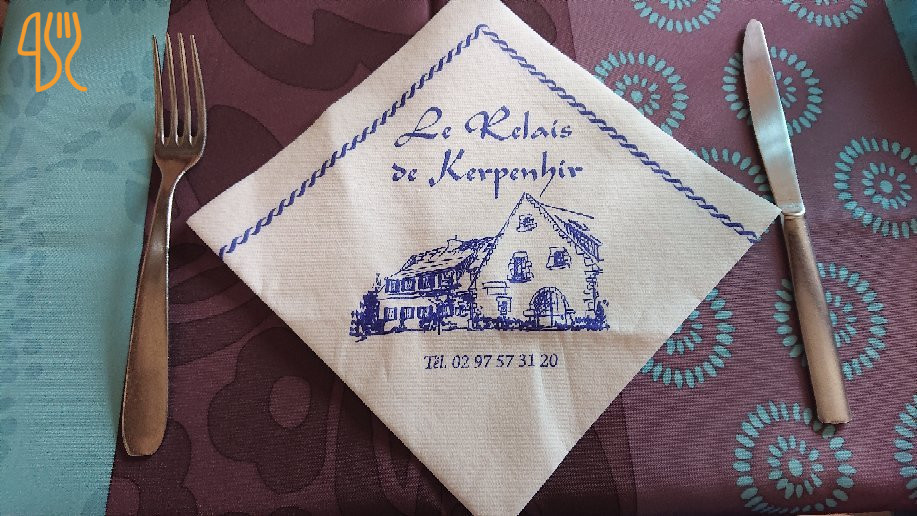 Le Relais
de Kerpenhir
Tél. 02 97 57 31 20